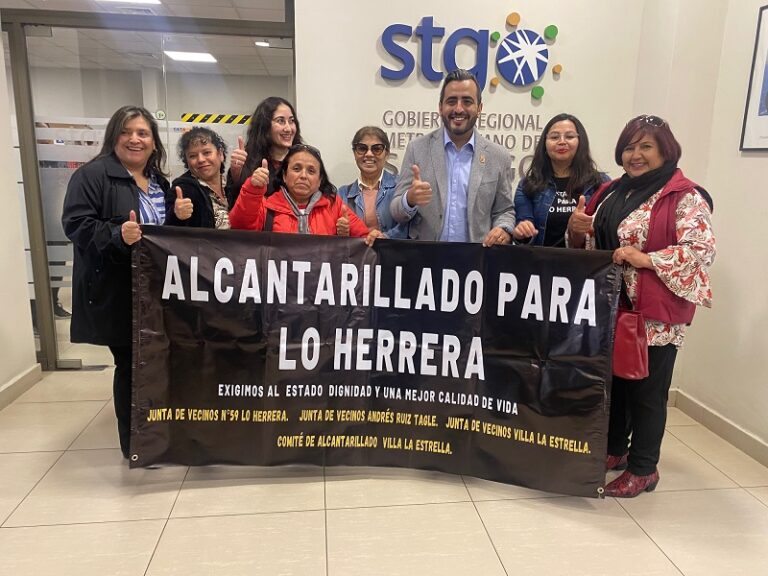 stgo
GOBIERNO REGIONAL
ALCANTARILLADO PARA
LO HERRERA
EXIGIMOS AL ESTADO DIGNIDAD Y UNA MEJOR CALIDAD DE VIDA
JUNTA DE VECINOS N°59 LO HERRERA. JUNTA DE VECINOS ANDRÉS RUIZ TAGLE. JUNTA DE VECINOS VILLA LA ESTRELLA.
COMITÉ DE ALCANTARILLADO VILLA LA ESTRELLA.